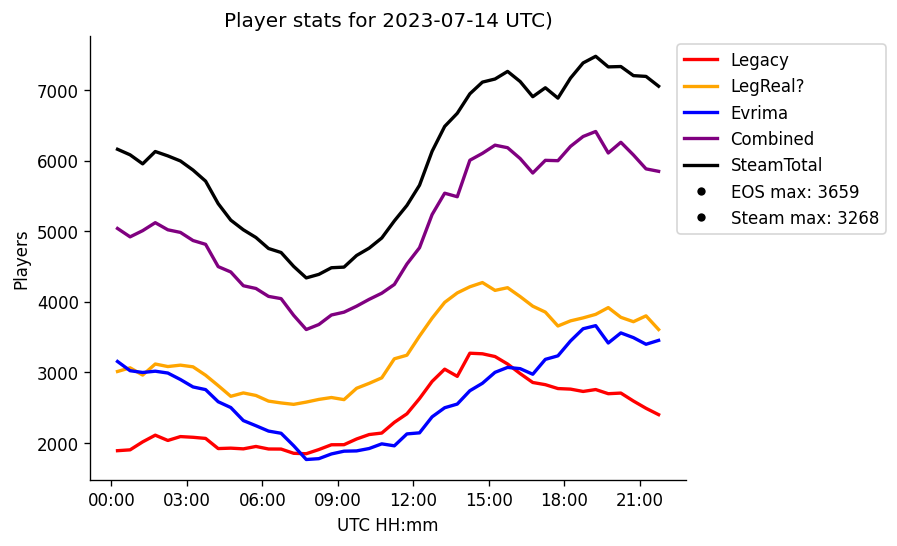 Player stats for 2023-07-14 UTC)
Legacy
LegReal?
Evrima
Combined
SteamTotal
EOS max: 3659
Steam max: 3268
7000
6000
5000
4000
3000
2000
Players
00:00 03:00 06:00 09:00 12:00 15:00 18:00 21:00
UTC HH:mm